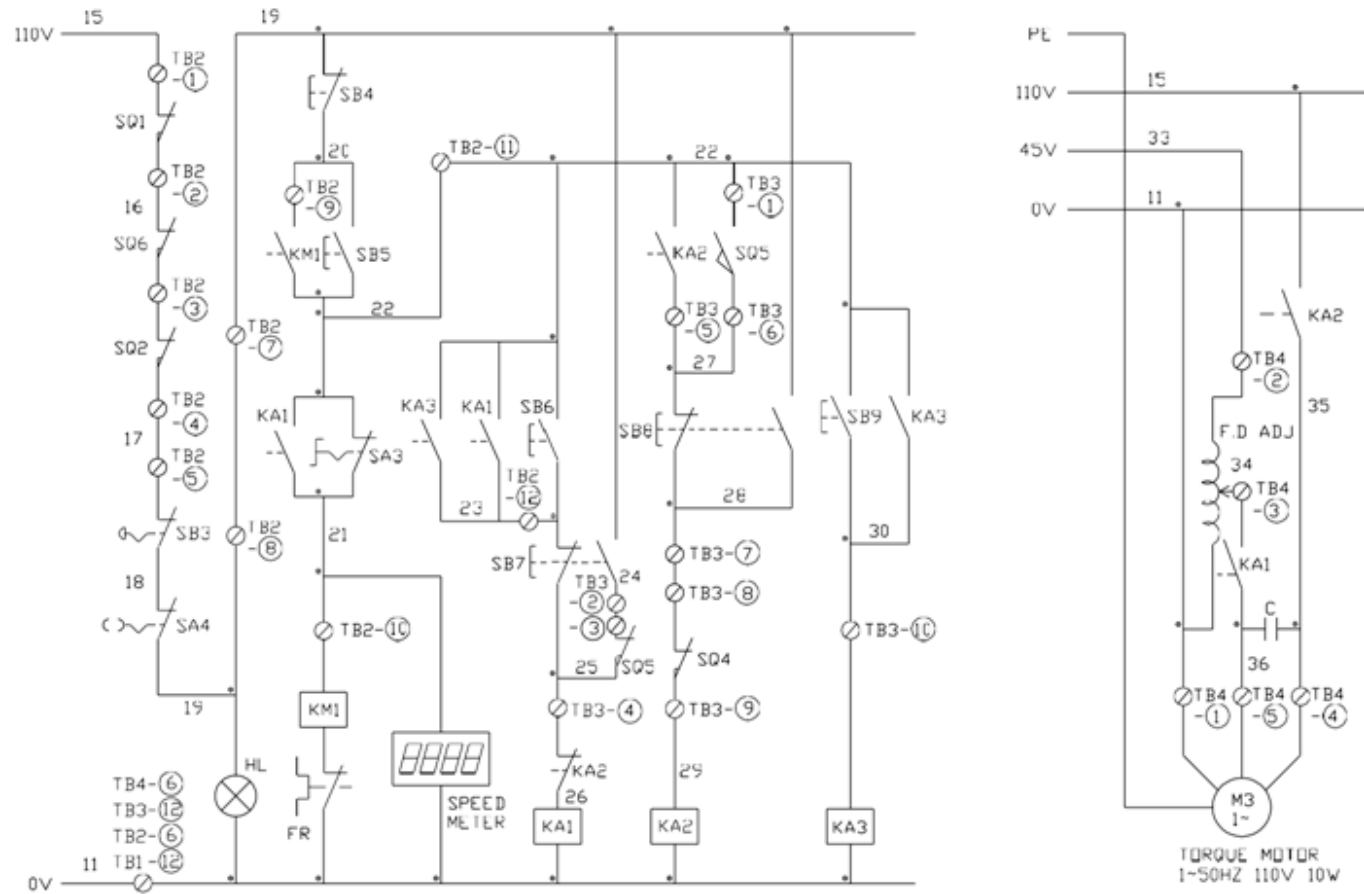 15
110V
TB2
-①
SQ1
TB2
-②
16
SQ6
TB2
-③
SQ2
TB2
-④
17
TB2
-⑤
SB3
18
SA4
19
TB4-⑥
TB3-⑫
TB2-⑥
TB1-⑫
11
0V
19
TB2
-⑦
TB2
-⑧
HL
SB4
20
TB2
-⑨
KM1
SB5
22
KA1
SA3
21
TB2-⑩
KM1
FR
SPEED
METER
TB2-⑪
22
KA3
KA1
SB6
TB2
-⑫
23
SB7
24
TB3
-②
-③
SQ5
25
TB3-④
KA2
26
KA1
TB3
-①
KA2
SQ5
TB3
-⑤
TB3
-⑥
27
SB8
28
TB3-⑦
TB3-⑧
SQ4
TB3-⑨
29
KA2
SB9
KA3
30
TB3-⑩
KA3
PE
110V
15
45V
33
0V
11
KA2
TB4
-②
35
F.D ADJ
34
TB4
-③
KA1
C
36
TB4
-①
TB4
-⑤
TB4
-④
M3
1~
TORQUE MOTOR
1~50HZ 110V 10W